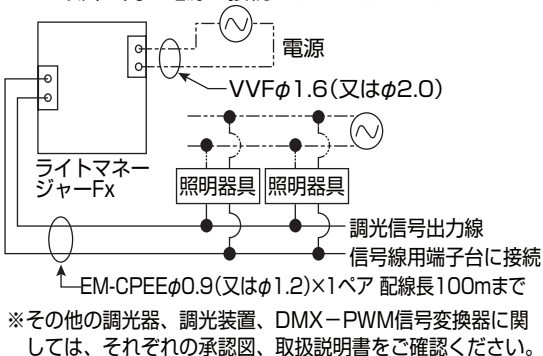 電源
VVFφ1.6(又はφ2.0)
ライトマネー
ジャーFx
照明器具
照明器具
調光信号出力線
信号線用端子台に接続
EM-CPEEφ0.9(又はφ1.2)×1ペア 配線長100mまで
※その他の調光器、調光装置、DMX－PWM信号変換器に関
しては、それぞれの承認図、取扱説明書をご確認ください。